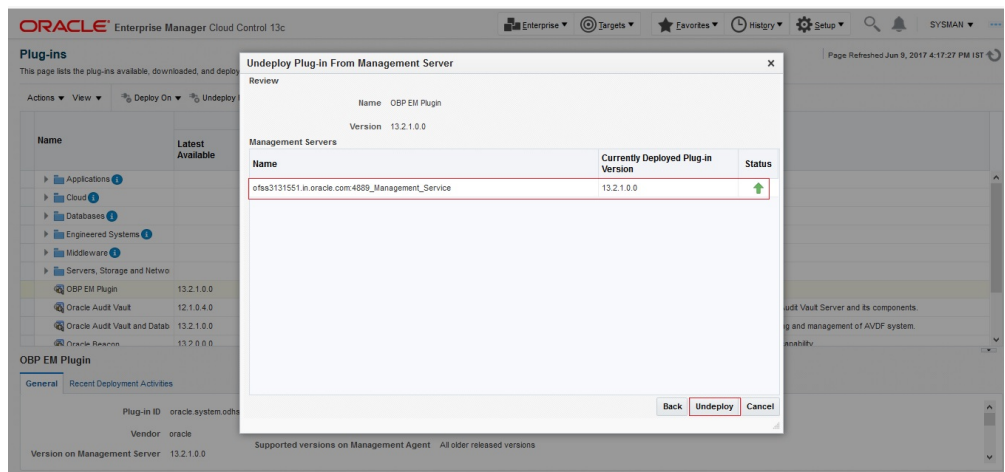 ORACLE Enterprise Manager Cloud Control 13c
Enterprise ▼ Targets ▼ Favorites ▼ History ▼ Setup ▼ SYSMAN ▼
Plug-ins
Page Refreshed Jun 9, 2017 4:17:27 PM IST
This page lists the plug-ins available, downloaded, and deploy
Actions ▼ View ▼ Deploy On ▼ Undeploy
Name
Latest Available
Applications
Cloud
Databases
Engineered Systems
Middleware
Servers, Storage and Netwo
OBP EM Plugin 13.2.1.0.0
Oracle Audit Vault 12.1.0.4.0
udit Vault Server and its components.
Oracle Audit Vault and Datab 13.2.1.0.0
g and management of AVDF system.
Oracle Beacon 13.2.0.0.0
apability.
Undeploy Plug-in From Management Server
Review
Name OBP EM Plugin
Version 13.2.1.0.0
Management Servers
Name
Currently Deployed Plug-in Version
Status
ofss3131551.in.oracle.com:4889_Management_Service 13.2.1.0.0
Back Undeploy Cancel
OBP EM Plugin
General Recent Deployment Activities
Plug-in ID oracle.system.odhs
Vendor oracle
Version on Management Server 13.2.1.0.0
Supported versions on Management Agent All older released versions